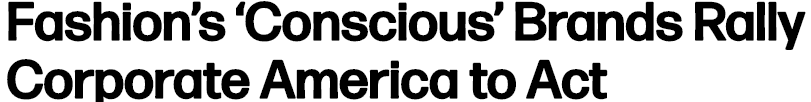 Fashion’s ‘Conscious’ Brands Rally
Corporate America to Act